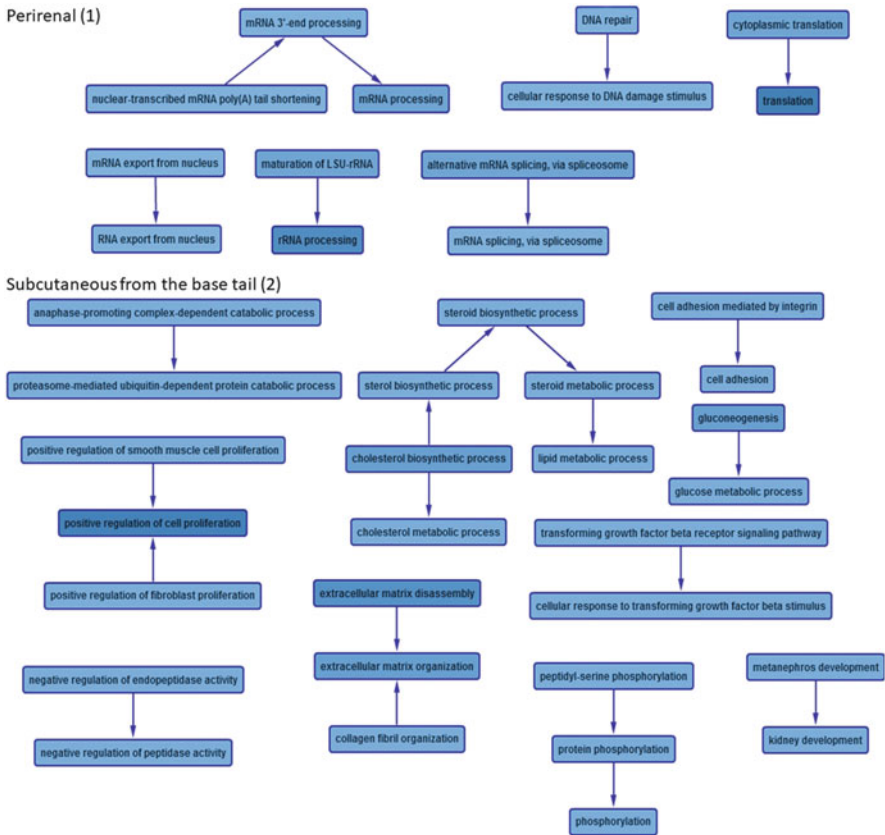 Perirenal (1)
mRNA 3'-end processing
DNA repair
cytoplasmic translation
nuclear-transcribed mRNA poly(A) tail shortening
mRNA processing
cellular response to DNA damage stimulus
translation
mRNA export from nucleus
maturation of LSU-rRNA
alternative mRNA splicing, via spliceosome
RNA export from nucleus
rRNA processing
mRNA splicing, via spliceosome
Subcutaneous from the base tail (2)
anaphase-promoting complex-dependent catabolic process
steroid biosynthetic process
cell adhesion mediated by integrin
proteasome-mediated ubiquitin-dependent protein catabolic process
sterol biosynthetic process
steroid metabolic process
cell adhesion
gluconeogenesis
positive regulation of smooth muscle cell proliferation
cholesterol biosynthetic process
lipid metabolic process
glucose metabolic process
positive regulation of cell proliferation
cholesterol metabolic process
transforming growth factor beta receptor signaling pathway
positive regulation of fibroblast proliferation
extracellular matrix disassembly
cellular response to transforming growth factor beta stimulus
extracellular matrix organization
negative regulation of endopeptidase activity
peptidyl-serine phosphorylation
metanephros development
collagen fibril organization
negative regulation of peptidase activity
protein phosphorylation
kidney development
phosphorylation